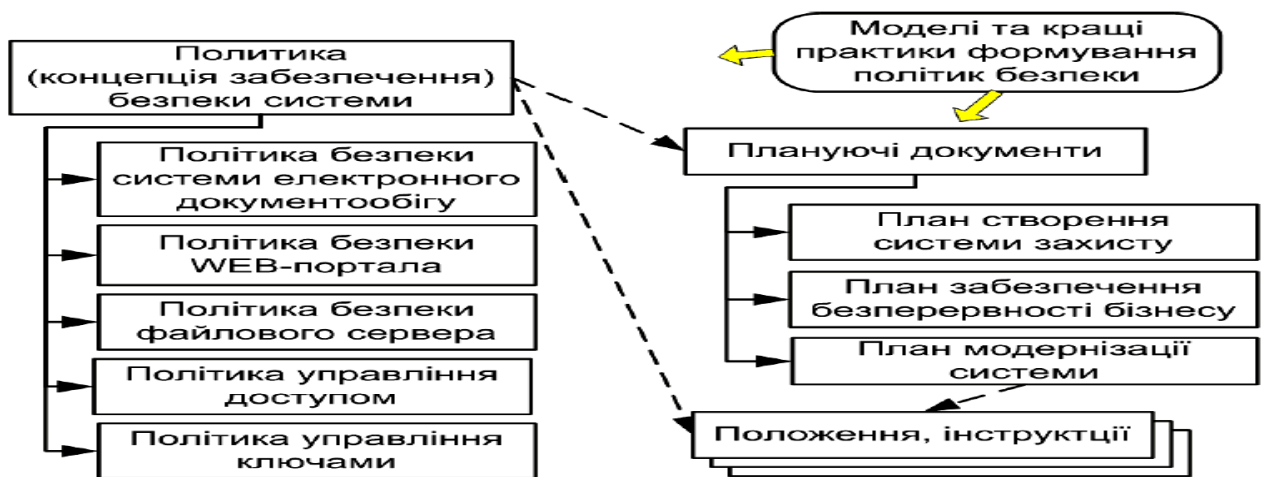 Политика
(концепція забезпечення)
безпеки системи
Політика безпеки
системи електронного
документообігу
Політика безпеки
WEB-портала
Політика безпеки
файлового сервера
Політика управління
доступом
Політика управління
ключами
Моделі та кращі
практики формування
політик безпеки
Плануючі документи
План створення
системи захисту
План забезпечення
безперервності бізнесу
План модернізації
системи
Положення, інструктції